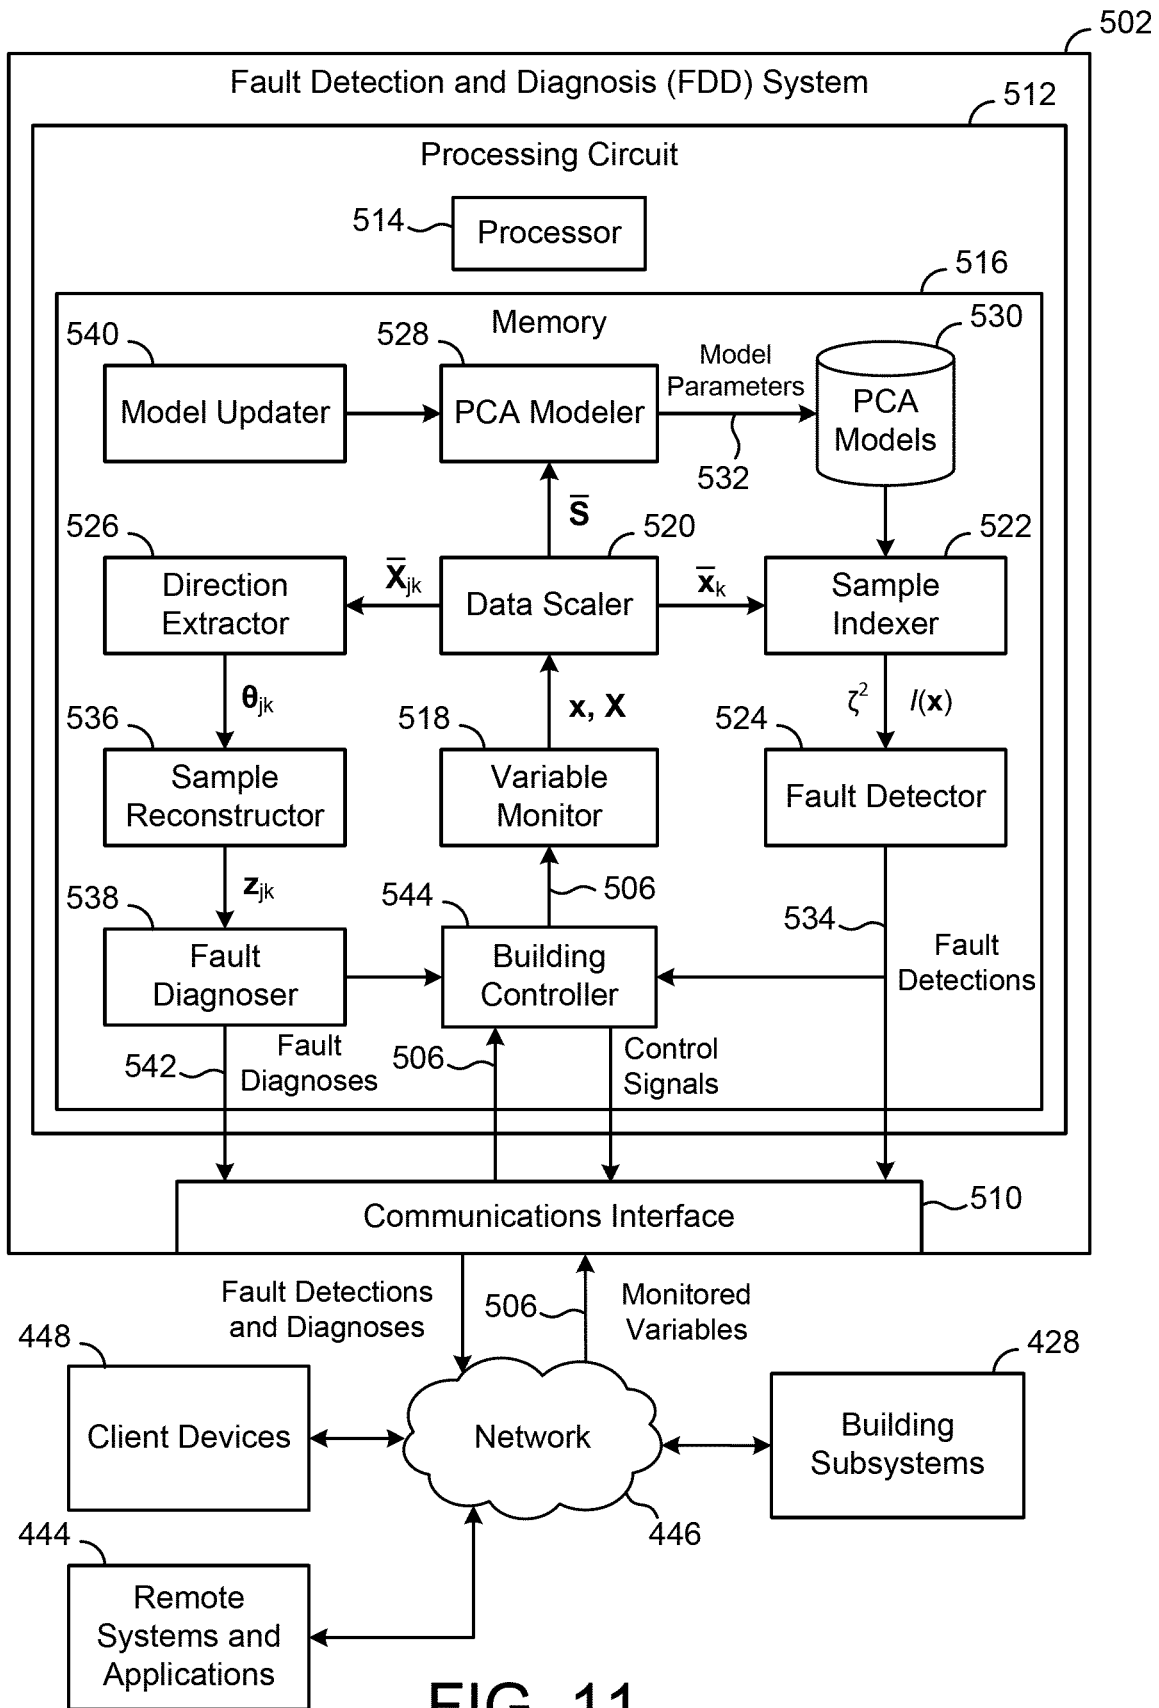 502
Fault Detection and Diagnosis (FDD) System
512
Processing Circuit
514
Processor
516
Memory
540
528
530
Model Updater
PCA Modeler
Model
Parameters
532
PCA
Models
S̅
526
520
522
Direction
Extractor
X̅jk
Data Scaler
x̅k
Sample
Indexer
θjk
x, X
ζ² I(x)
536
518
524
Sample
Reconstructor
Variable
Monitor
Fault Detector
zjk
506
538
544
534
Fault
Diagnoser
Building
Controller
Fault
Detections
542
Fault
Diagnoses
506
Control
Signals
510
Communications Interface
Fault Detections
and Diagnoses
506
Monitored
Variables
448
428
Client Devices
Network
Building
Subsystems
446
444
Remote
Systems and
Applications
FIG. 11